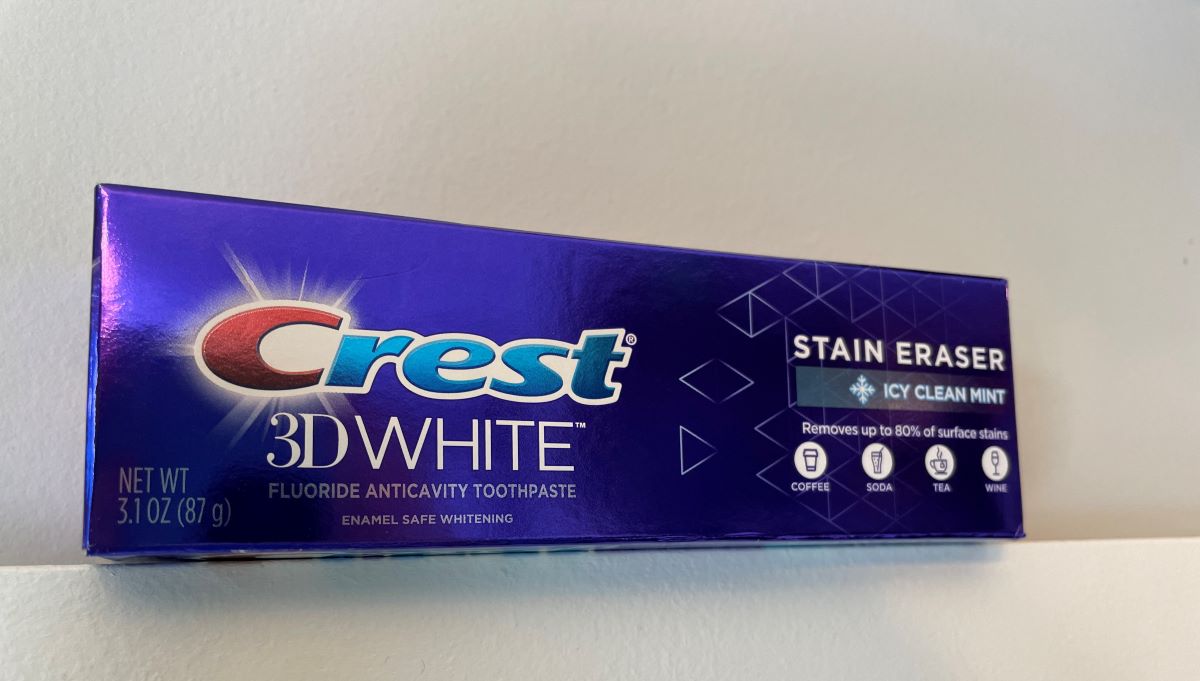 Crest®
3D WHITE™
FLUORIDE ANTICAVITY TOOTHPASTE
ENAMEL SAFE WHITENING
NET WT
3.1 OZ (87 g)
STAIN ERASER
ICY CLEAN MINT
Removes up to 80% of surface stains
COFFEE SODA TEA WINE